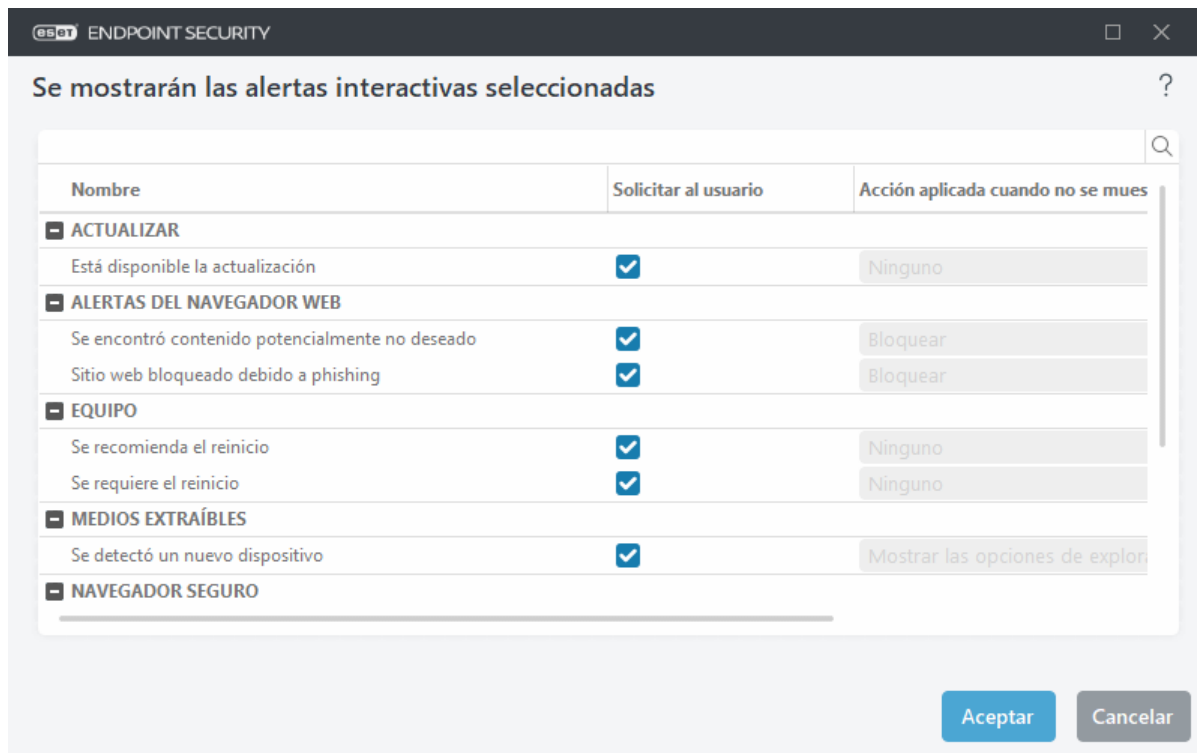 eset ENDPOINT SECURITY
Se mostrarán las alertas interactivas seleccionadas
?
Nombre Solicitar al usuario Acción aplicada cuando no se mues
ACTUALIZAR
Está disponible la actualización Ninguno
ALERTAS DEL NAVEGADOR WEB
Se encontró contenido potencialmente no deseado Bloquear
Sitio web bloqueado debido a phishing Bloquear
EQUIPO
Se recomienda el reinicio Ninguno
Se requiere el reinicio Ninguno
MEDIOS EXTRAÍBLES
Se detectó un nuevo dispositivo Mostrar las opciones de explora
NAVEGADOR SEGURO
Aceptar Cancelar